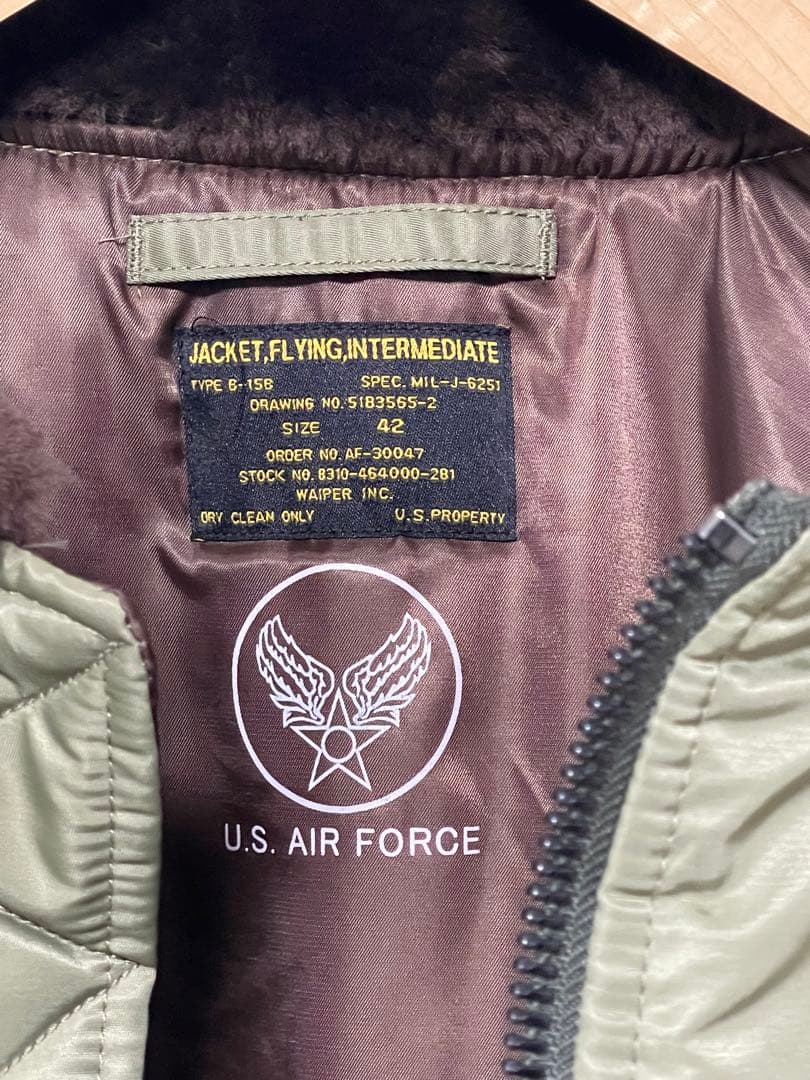 JACKET,FLYING,INTERMEDIATE
TYPE B-15B SPEC. MIL-J-6251
DRAWING NO. 51B3565-2
SIZE 42
ORDER NO. AF-30047
STOCK NO. 8310-464000-2B1
WAIPER INC.
DRY CLEAN ONLY U.S. PROPERTY
U.S. AIR FORCE